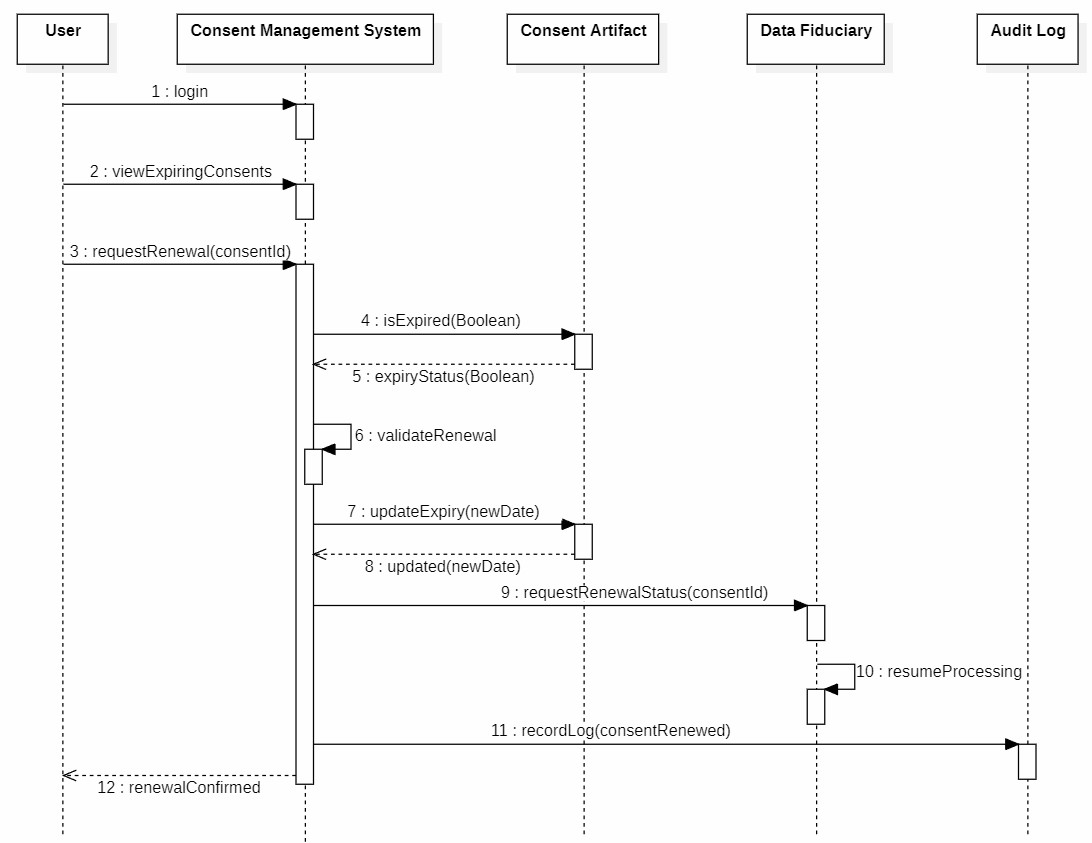 User
Consent Management System
Consent Artifact
Data Fiduciary
Audit Log
1 : login
2 : viewExpiringConsents
3 : requestRenewal(consentId)
4 : isExpired(Boolean)
5 : expiryStatus(Boolean)
6 : validateRenewal
7 : updateExpiry(newDate)
8 : updated(newDate)
9 : requestRenewalStatus(consentId)
10 : resumeProcessing
11 : recordLog(consentRenewed)
12 : renewalConfirmed